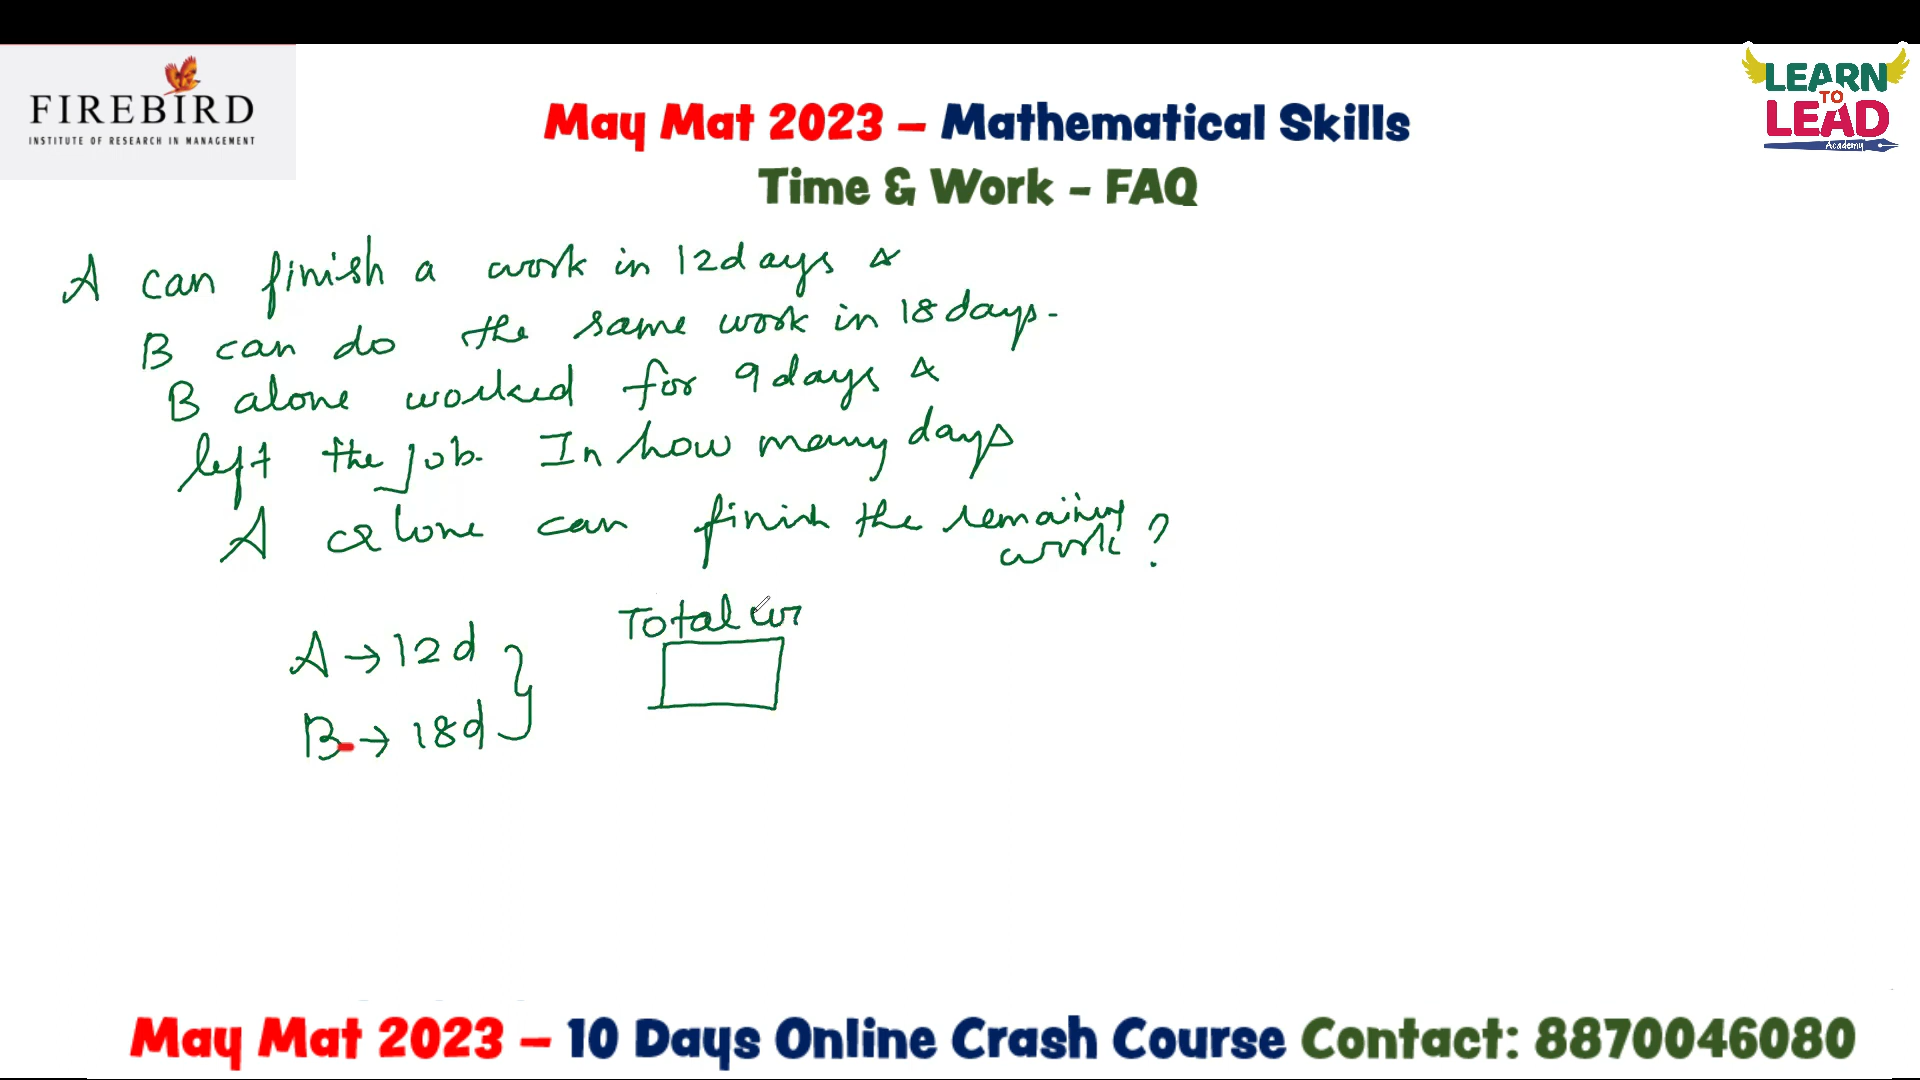 FIREBIRD
INSTITUTE OF RESEARCH IN MANAGEMENT
LEARN
TO
LEAD
Academy
May Mat 2023 – Mathematical Skills
Time & Work – FAQ
A can finish a work in 12 days &
B can do the same work in 18 days.
B alone worked for 9 days &
left the job. In how many days
A alone can finish the remaining
work?
Total wr
A → 12d
B → 18d
May Mat 2023 – 10 Days Online Crash Course Contact: 8870046080